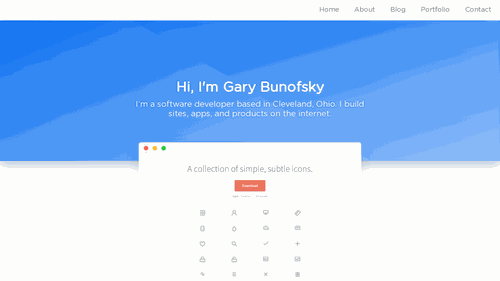 Home About Blog Portfolio Contact
Hi, I'm Gary Bunofsky
I'm a software developer based in Cleveland, Ohio. I build
sites, apps, and products on the internet.
A collection of simple, subtle icons.
Download